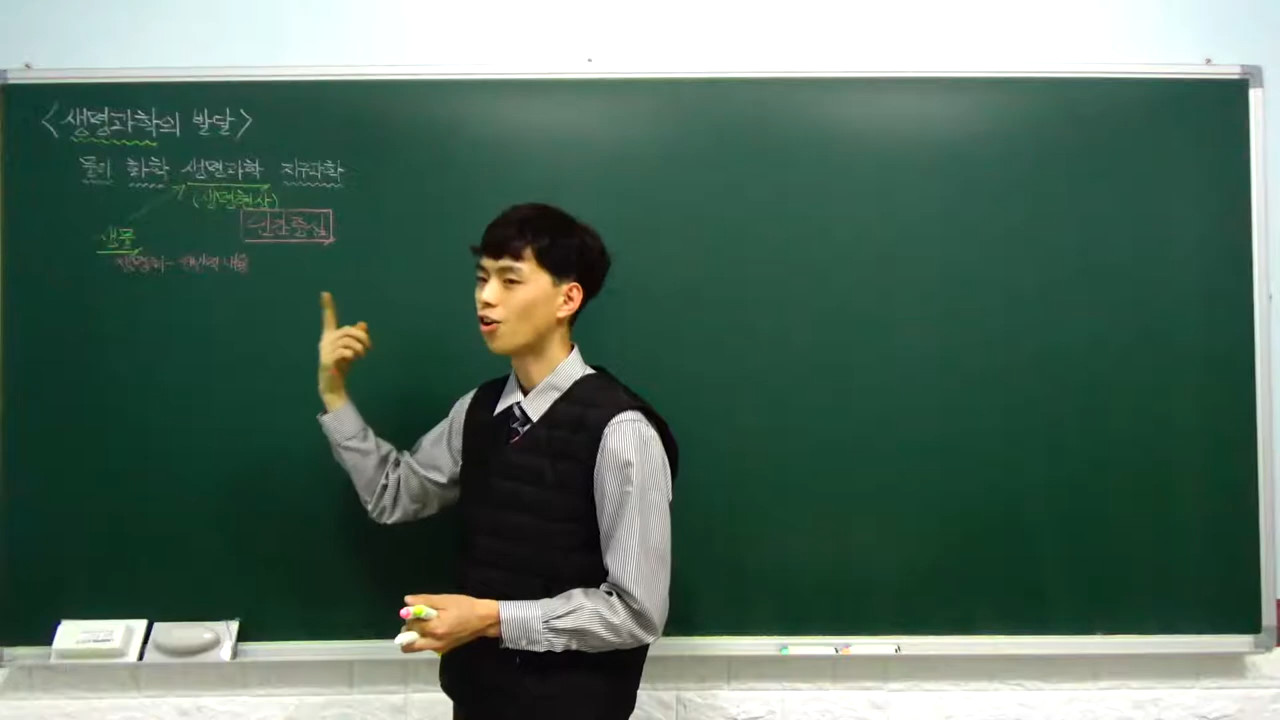 <생명과학의 발달>
물리 화학 생명과학 지구과학
(생명현상)
인간중심
생물